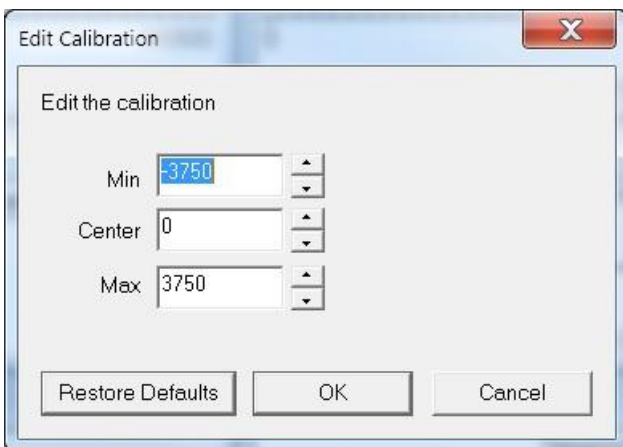 Edit Calibration
Edit the calibration
Min -3750
Center 0
Max 3750
Restore Defaults OK Cancel